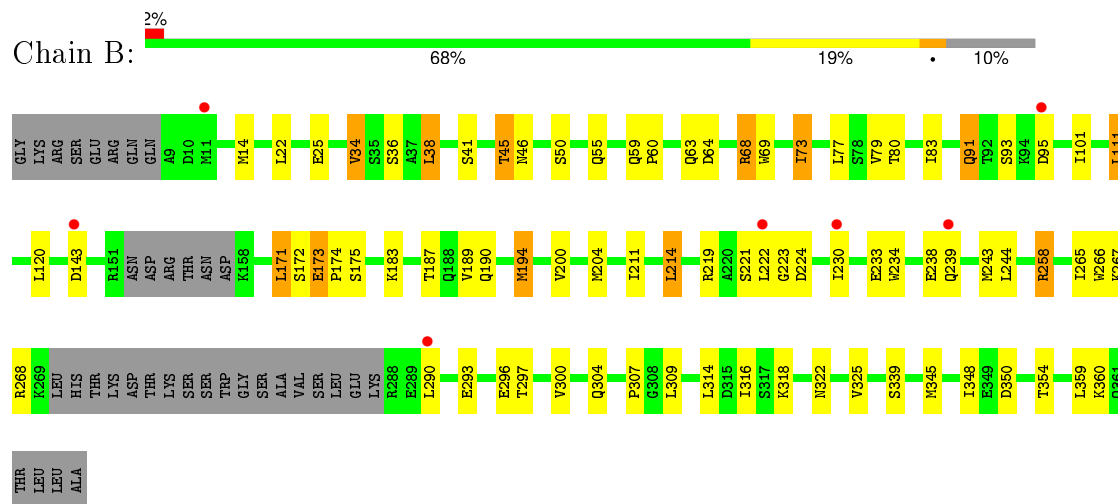 2%
Chain B:
68% 19% • 10%
GLY LYS ARG SER GLU ARG GLN GLN A9 D10 M11 M14 L22 E25 V34 S35 S36 A37 L38 S41 T45 N46 S50 Q55 Q59 P60 Q63 D64 R68 W69 I73 L77 S78 V79 T80 I83 Q91 T92 S93 K94 D95 I101 L111
L120 D143 R151 ASN ASP ARG THR ASN ASP K158 L171 S172 E173 P174 S175 K183 T187 Q188 V189 Q190 M194 V200 M204 I211 L214 R219 A220 S221 L222 G223 D224 I230 E233 W234 E238 Q239 M243 L244 R258 I265 W266 K267
R268 K269 LEU HIS THR LYS ASP THR LYS SER SER TRP GLY SER ALA VAL SER LEU GLU LYS R288 E289 L290 E293 E296 T297 V300 Q304 P307 G308 L309 L314 D315 I316 S317 K318 N322 V325 S339 M345 I348 E349 D350 T354 L359 K360 Q361
THR LEU LEU ALA